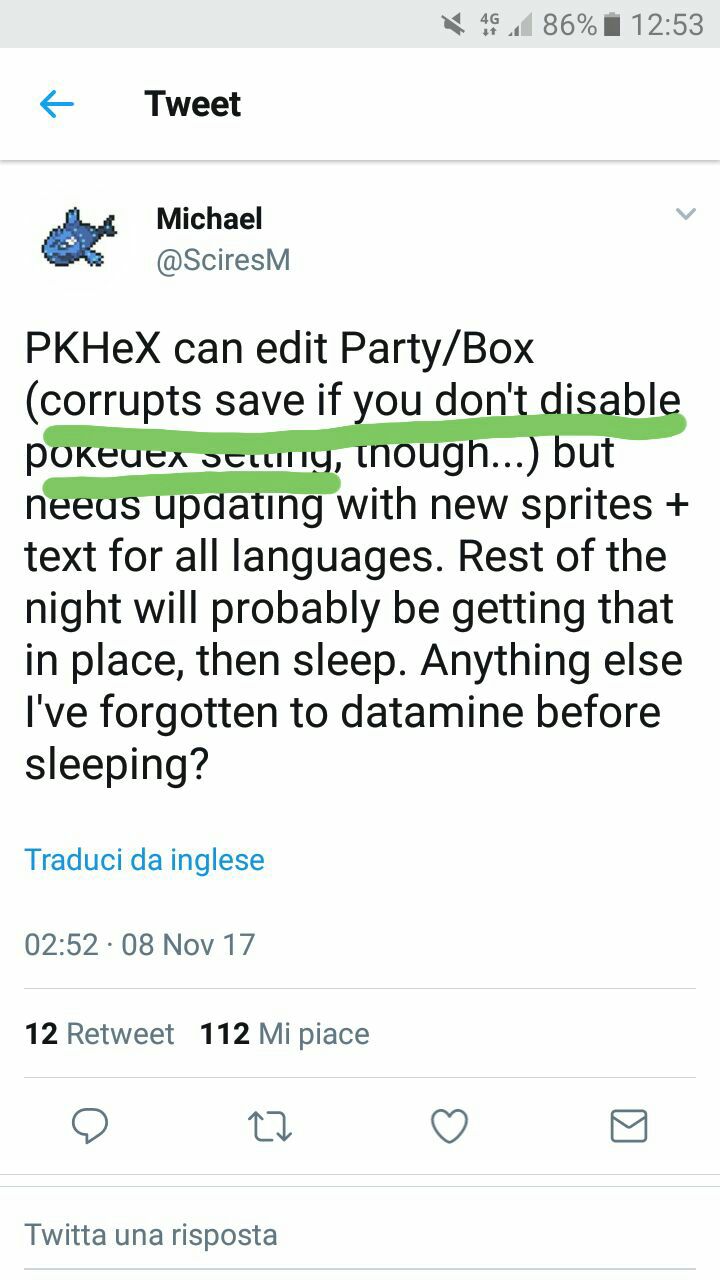 4G 86% 12:53
Tweet
Michael
@SciresM
PKHeX can edit Party/Box
(corrupts save if you don't disable
pokedex setting, though...) but
needs updating with new sprites +
text for all languages. Rest of the
night will probably be getting that
in place, then sleep. Anything else
I've forgotten to datamine before
sleeping?
Traduci da inglese
02:52 · 08 Nov 17
12 Retweet 112 Mi piace
Twitta una risposta